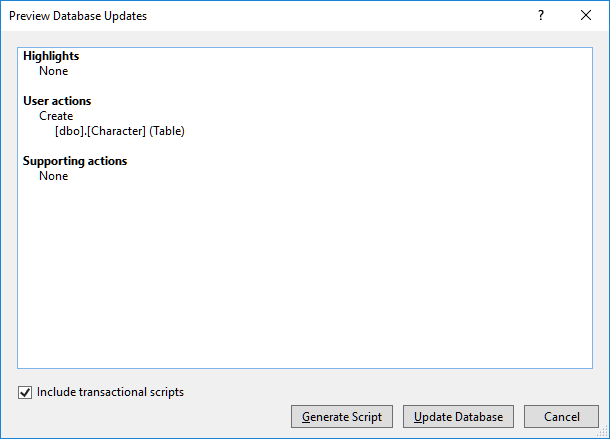 Preview Database Updates
?
Highlights
None
User actions
Create
[dbo].[Character] (Table)
Supporting actions
None
Include transactional scripts
Generate Script
Update Database
Cancel